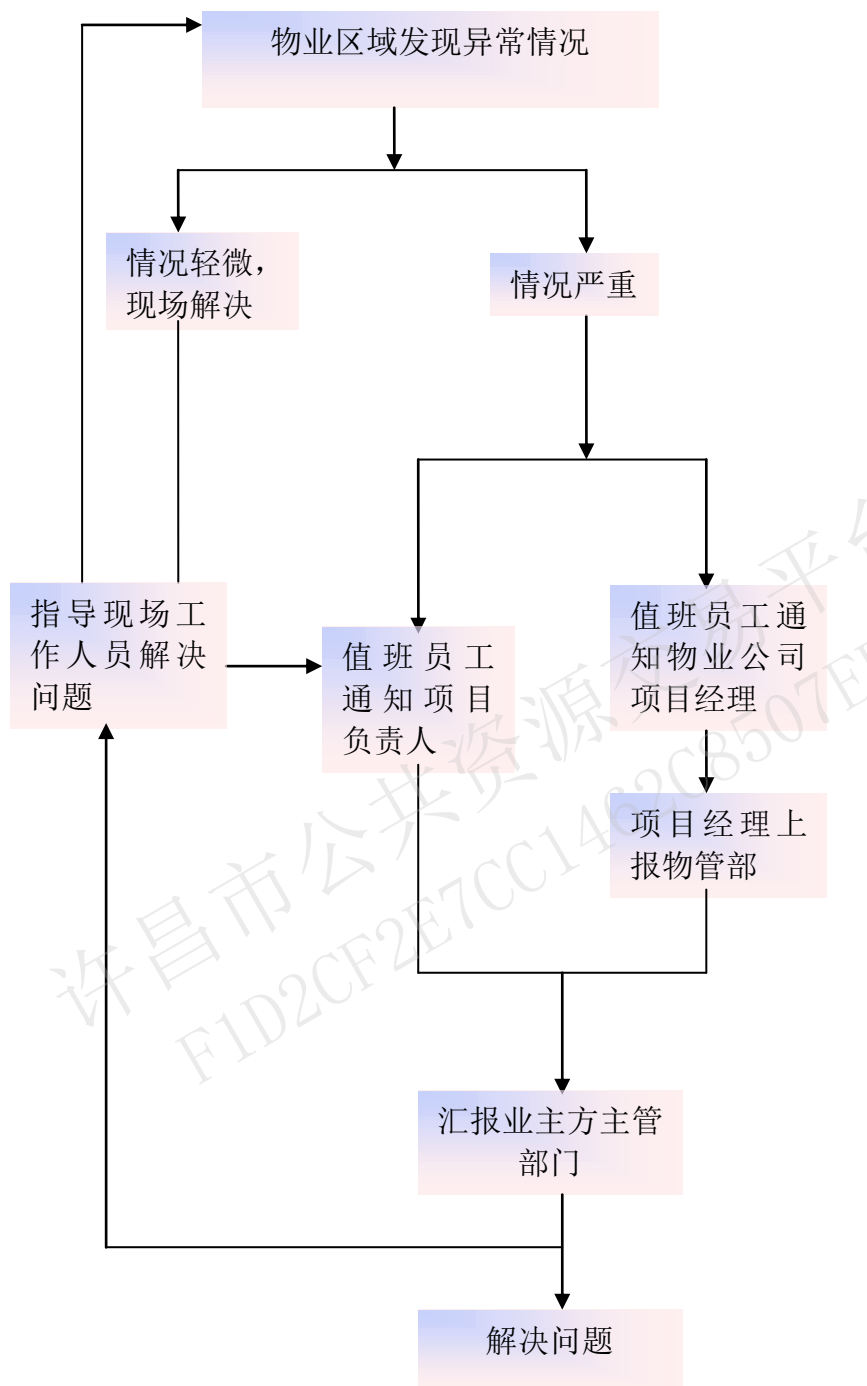 物业区域发现异常情况
情况轻微，
现场解决
情况严重
指导现场工
作人员解决
问题
值班员工
通知项目
负责人
值班员工通
知物业公司
项目经理
项目经理上
报物管部
汇报业主方主管
部门
解决问题
许昌市公共资源交易平台
F1D2CF2E7CC1462C8507F